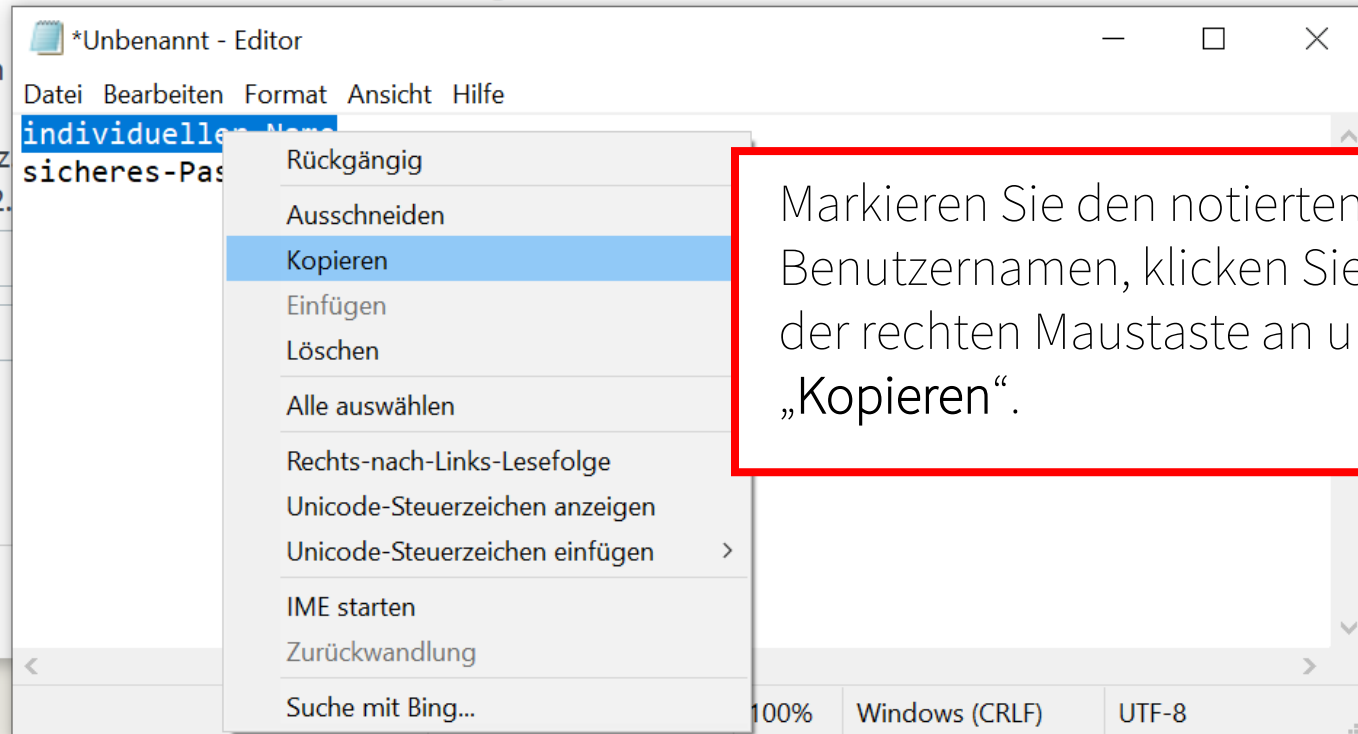 *Unbenannt - Editor
Datei Bearbeiten Format Ansicht Hilfe
individueller Name
sicheres-Pas
Rückgängig
Ausschneiden
Kopieren
Einfügen
Löschen
Alle auswählen
Rechts-nach-Links-Lesefolge
Unicode-Steuerzeichen anzeigen
Unicode-Steuerzeichen einfügen
IME starten
Zurückwandlung
Suche mit Bing...
Markieren Sie den notierten
Benutzernamen, klicken Sie
der rechten Maustaste an u
„Kopieren“.
100% Windows (CRLF) UTF-8